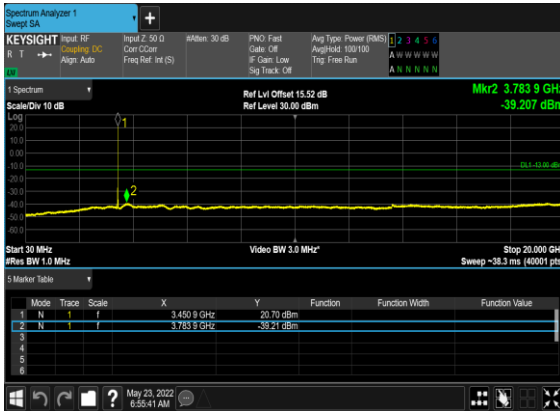 Spectrum Analyzer 1
Swept SA
+
KEYSIGHT Input: RF Input Z: 50 Ω #Atten: 30 dB PNO: Fast Avg Type: Power (RMS) 1 2 3 4 5 6
R T Coupling: DC Corr CCorr Gate: Off Avg|Hold: 100/100 A W W W W W
Align: Auto Freq Ref: Int (S) IF Gain: Low Trig: Free Run
Sig Track: Off A N N N N N
1 Spectrum
Scale/Div 10 dB
Ref Lvl Offset 15.52 dB
Ref Level 30.00 dBm
Mkr2 3.783 9 GHz
-39.207 dBm
Log
20.0
10.0
0.00
-10.0
-20.0
-30.0
-40.0
-50.0
-60.0
1
2
DL1 -13.00 dBm
Start 30 MHz Video BW 3.0 MHz* Stop 20.000 GHz
#Res BW 1.0 MHz Sweep ~38.3 ms (40001 pts)
5 Marker Table
Mode Trace Scale X Y Function Function Width Function Value
1 N 1 f 3.450 9 GHz 20.70 dBm
2 N 1 f 3.783 9 GHz -39.21 dBm
3
4
5
6
? May 23, 2022
6:55:41 AM